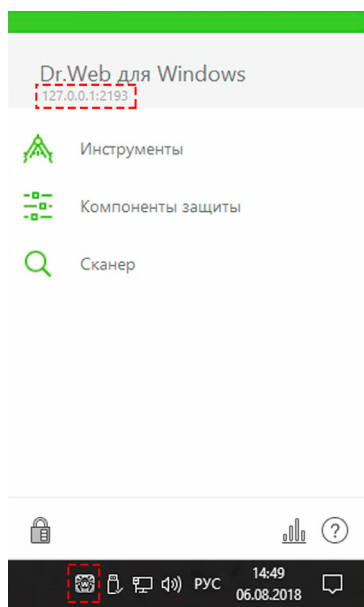 Dr.Web для Windows
127.0.0.1:2193
Инструменты
Компоненты защиты
Сканер
?
РУС
14:49
06.08.2018